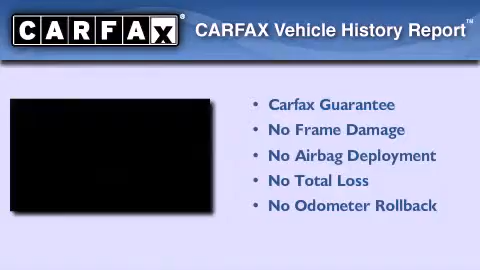 CARFAX® CARFAX Vehicle History Report™
• Carfax Guarantee
• No Frame Damage
• No Airbag Deployment
• No Total Loss
• No Odometer Rollback